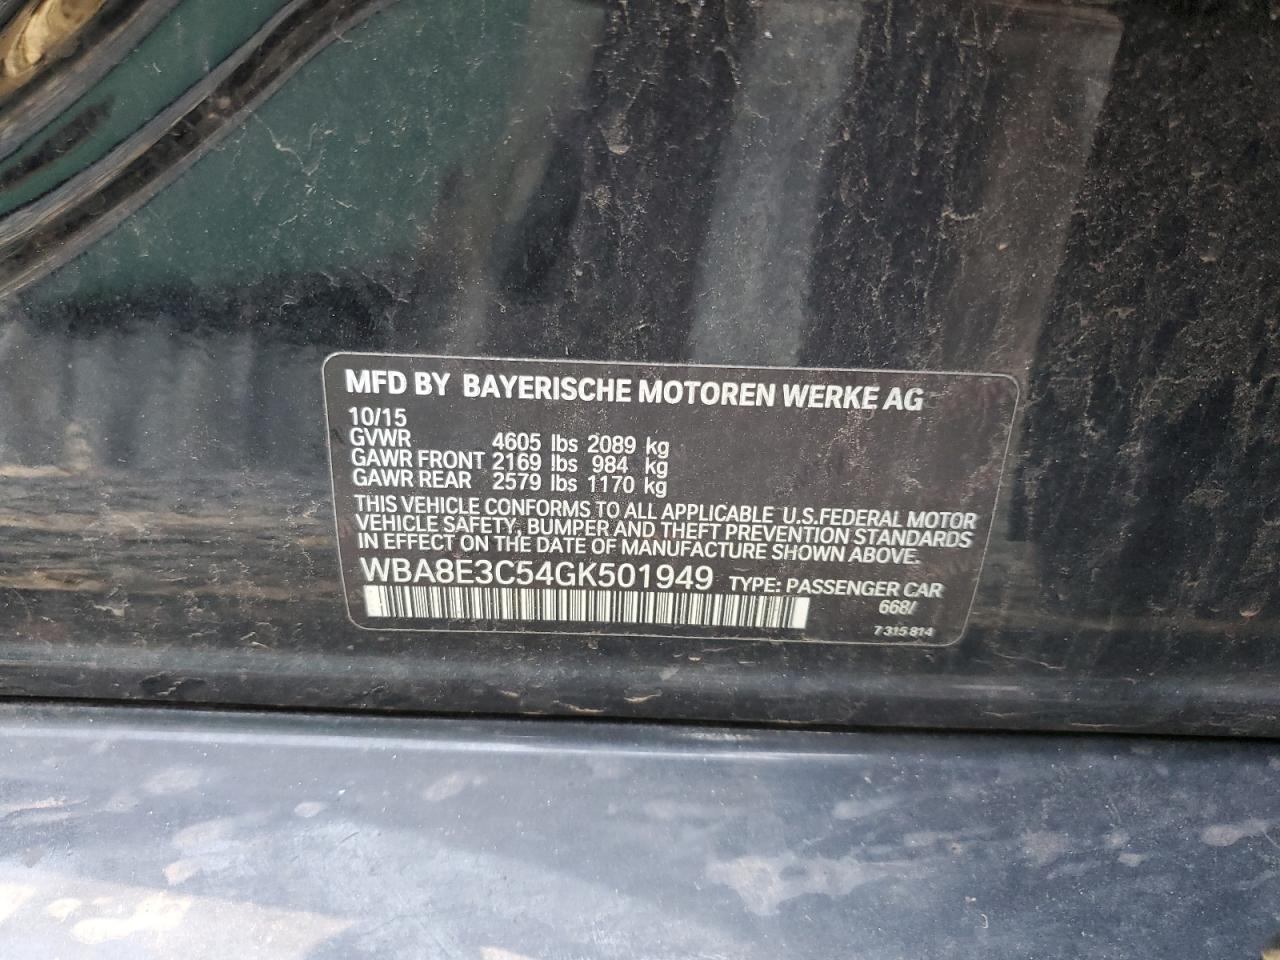 MFD BY BAYERISCHE MOTOREN WERKE AG
10/15
GVWR 4605 lbs 2089 kg
GAWR FRONT 2169 lbs 984 kg
GAWR REAR 2579 lbs 1170 kg
THIS VEHICLE CONFORMS TO ALL APPLICABLE U.S.FEDERAL MOTOR
VEHICLE SAFETY, BUMPER AND THEFT PREVENTION STANDARDS
IN EFFECT ON THE DATE OF MANUFACTURE SHOWN ABOVE.
WBA8E3C54GK501949 TYPE: PASSENGER CAR
668/
7 315 814